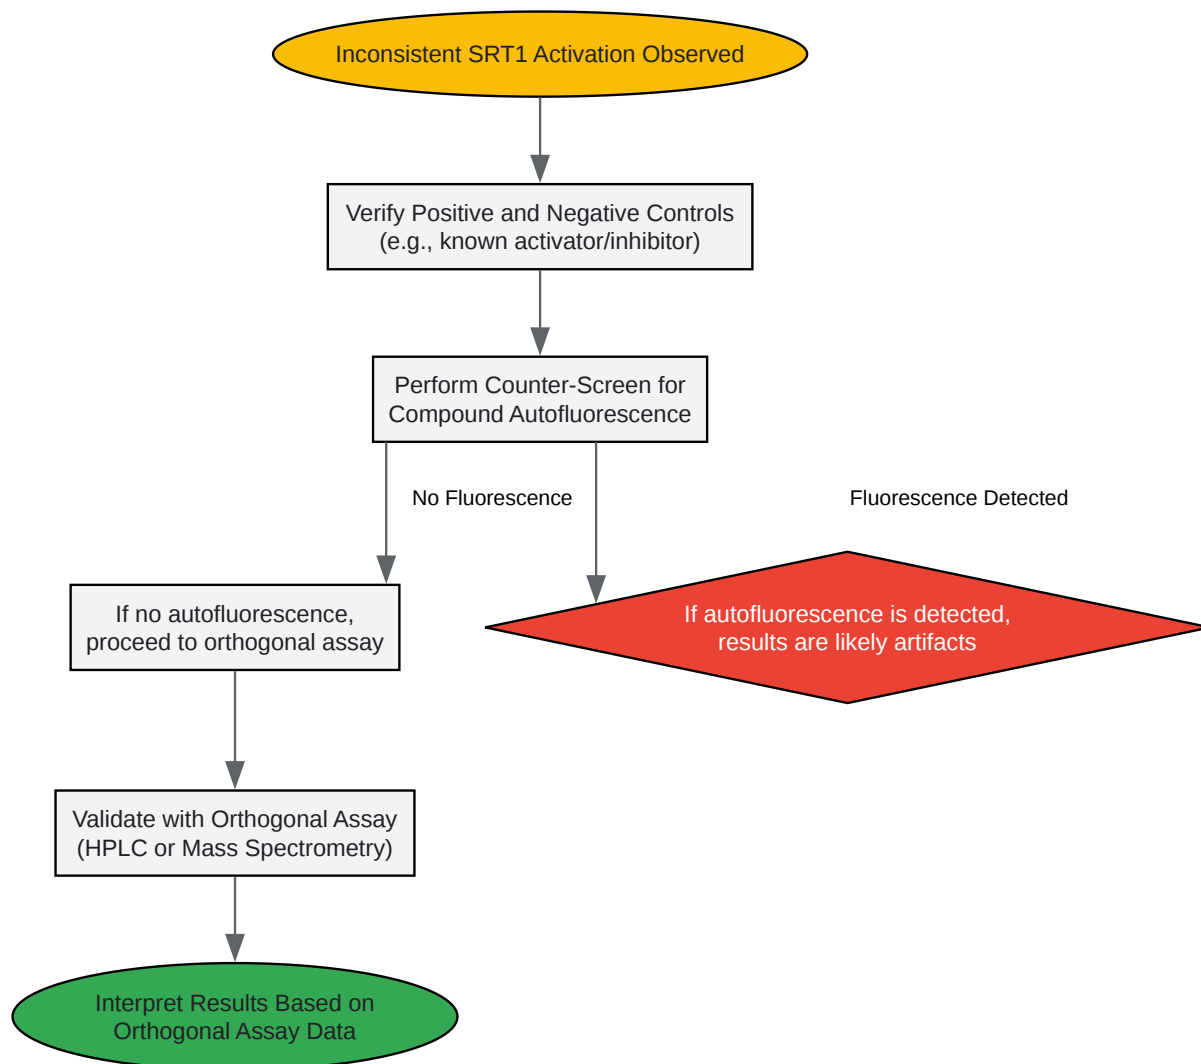 Inconsistent SRT1 Activation Observed
Verify Positive and Negative Controls
(e.g., known activator/inhibitor)
Perform Counter-Screen for
Compound Autofluorescence
No Fluorescence
Fluorescence Detected
If no autofluorescence,
proceed to orthogonal assay
If autofluorescence is detected,
results are likely artifacts
Validate with Orthogonal Assay
(HPLC or Mass Spectrometry)
Interpret Results Based on
Orthogonal Assay Data